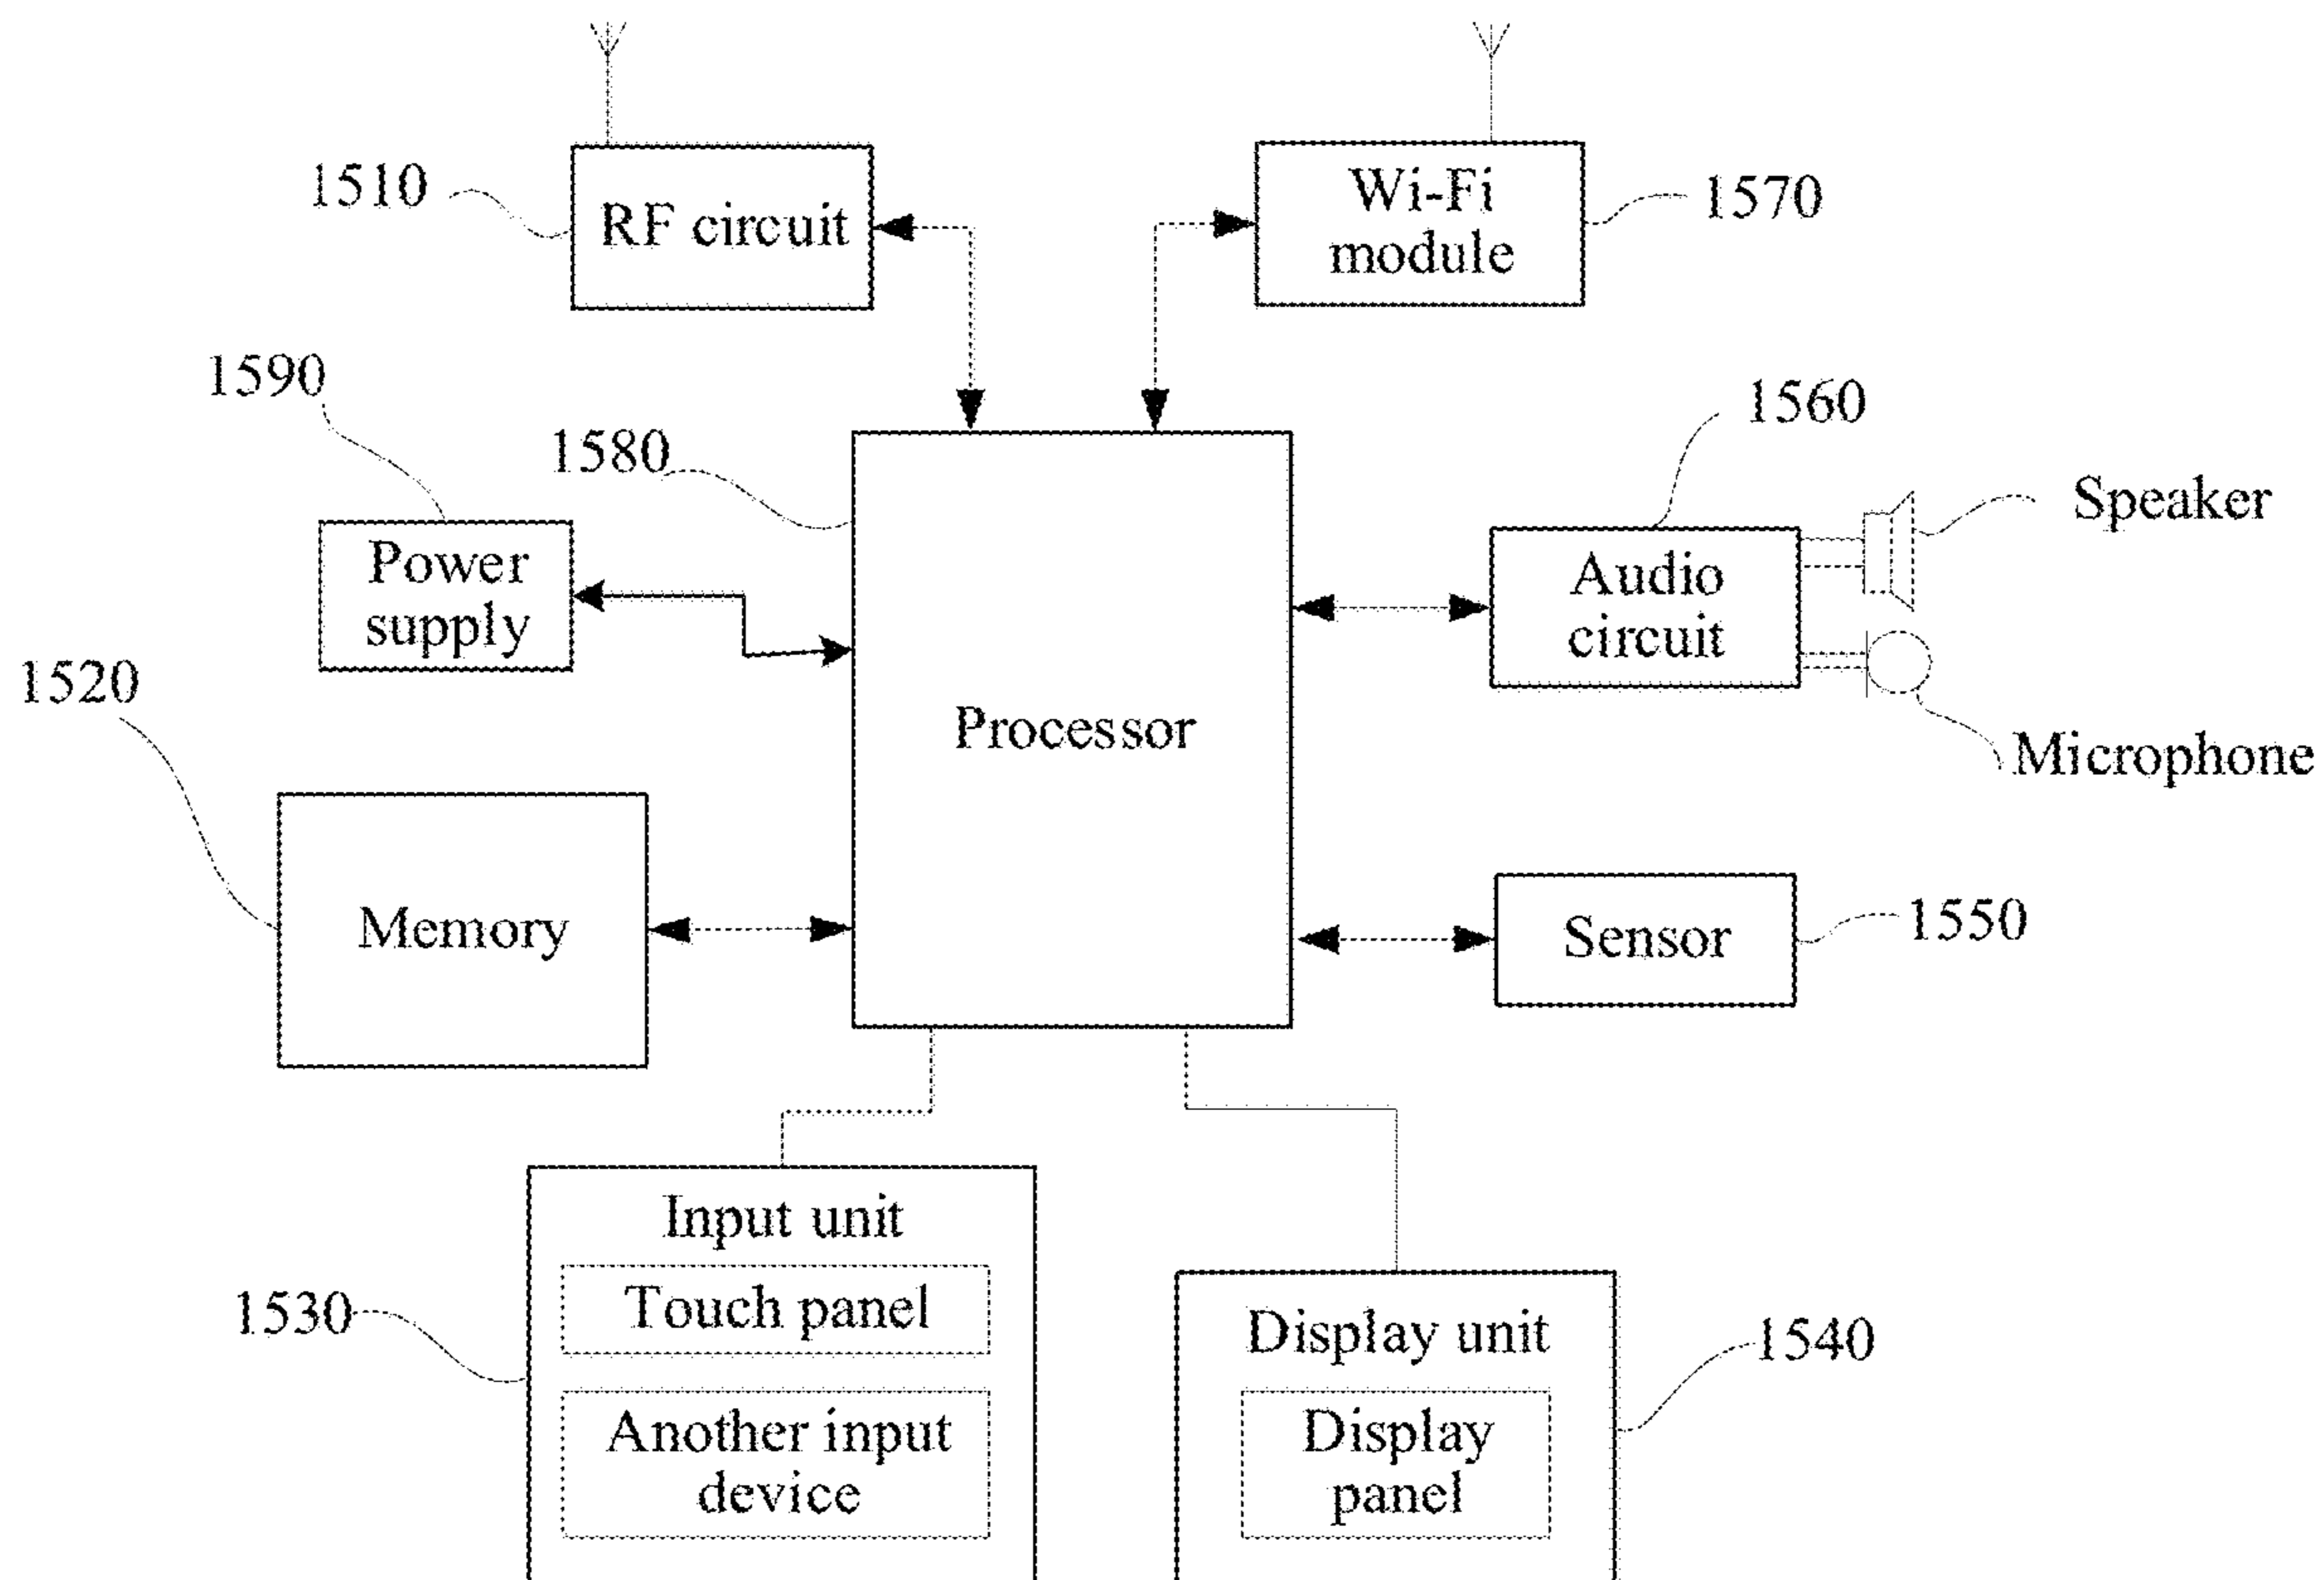 1510
RF circuit
Wi-Fi
module
1570
1590
1580
1560
Power
supply
Audio
circuit
Speaker
1520
Processor
Microphone
Memory
Sensor
1550
Input unit
1530
Touch panel
Another input
device
Display unit
1540
Display
panel